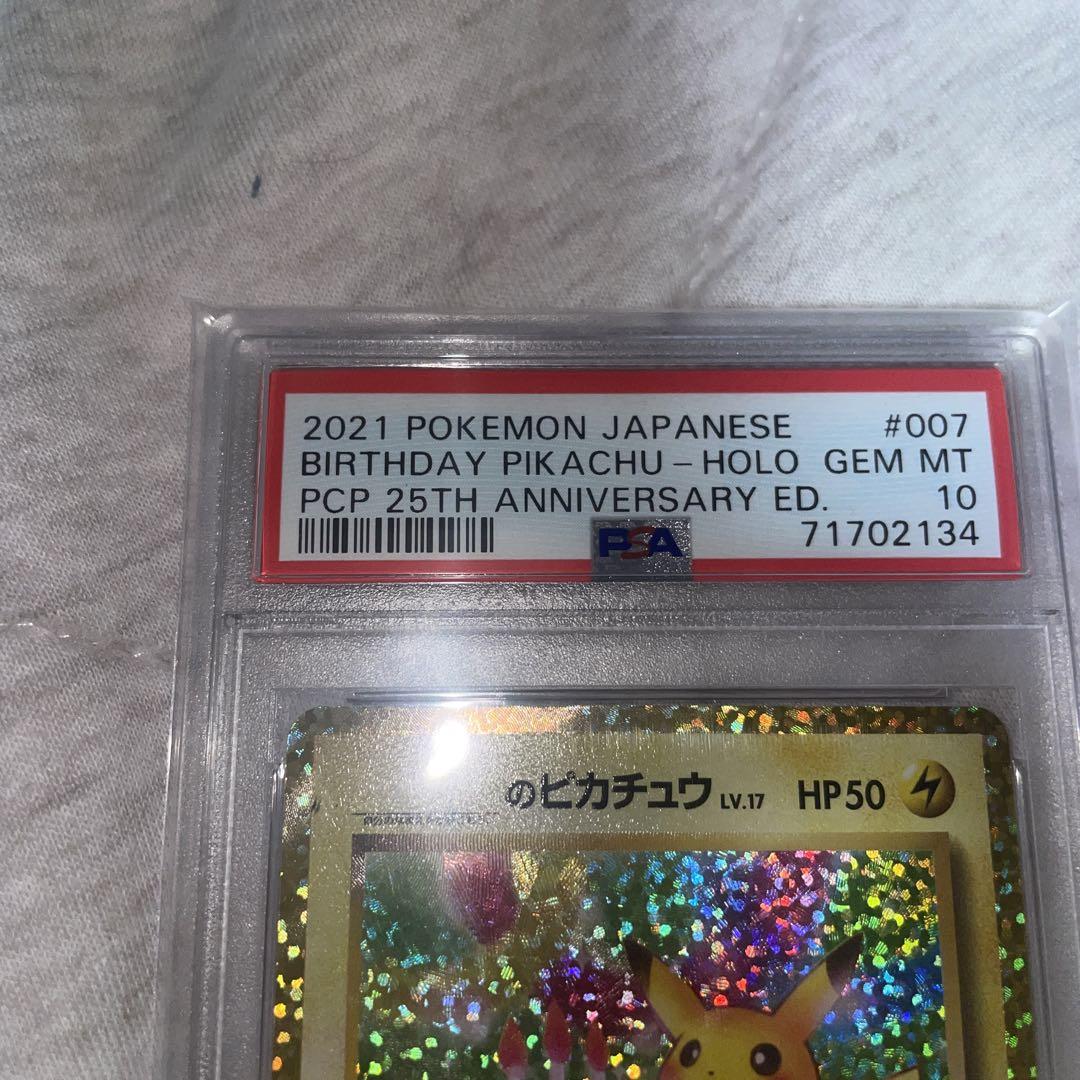 2021 POKEMON JAPANESE #007
BIRTHDAY PIKACHU - HOLO GEM MT
PCP 25TH ANNIVERSARY ED. 10
PSA 71702134
のピカチュウ LV.17 HP50